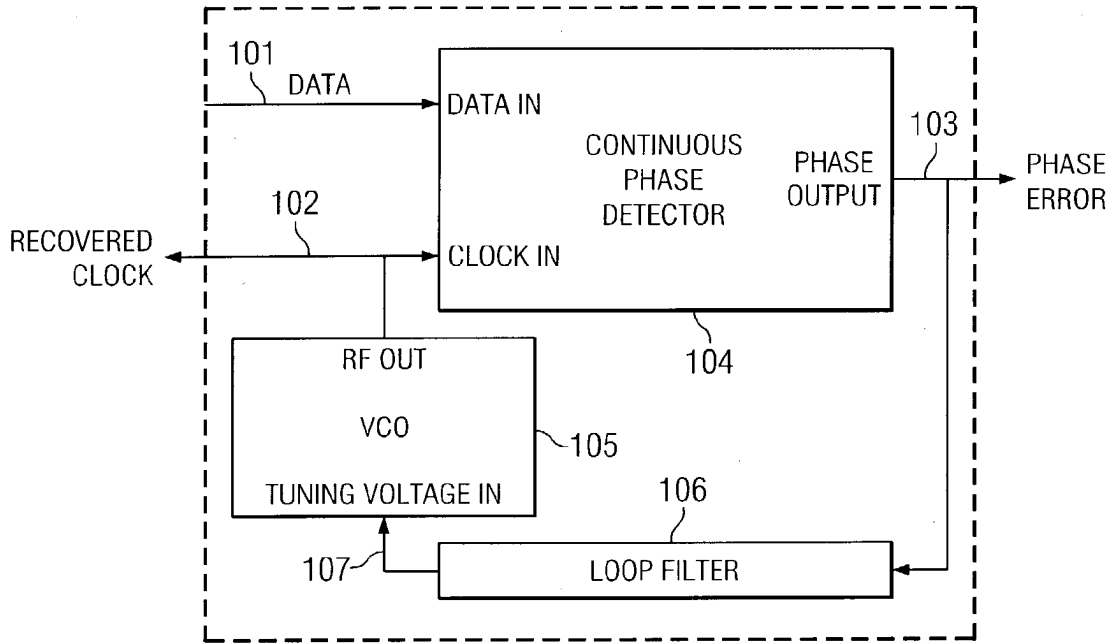 101
DATA
DATA IN
CONTINUOUS
PHASE
DETECTOR
PHASE
OUTPUT
103
PHASE
ERROR
102
RECOVERED
CLOCK
CLOCK IN
104
RF OUT
VCO
105
TUNING VOLTAGE IN
106
107
LOOP FILTER